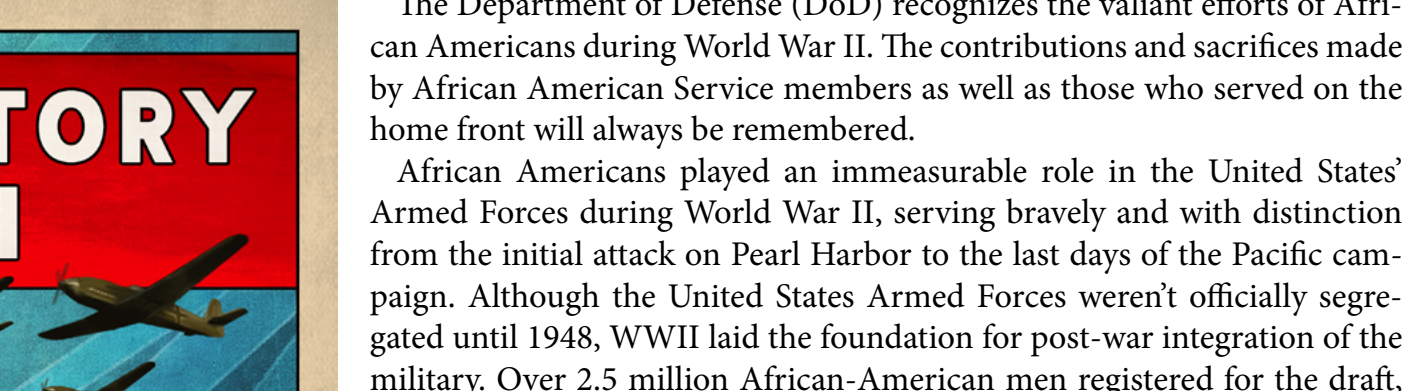 TORY
The Department of Defense (DoD) recognizes the valiant efforts of Afri-
can Americans during World War II. The contributions and sacrifices made
by African American Service members as well as those who served on the
home front will always be remembered.
African Americans played an immeasurable role in the United States’
Armed Forces during World War II, serving bravely and with distinction
from the initial attack on Pearl Harbor to the last days of the Pacific cam-
paign. Although the United States Armed Forces weren’t officially segre-
gated until 1948, WWII laid the foundation for post-war integration of the
military. Over 2.5 million African-American men registered for the draft,